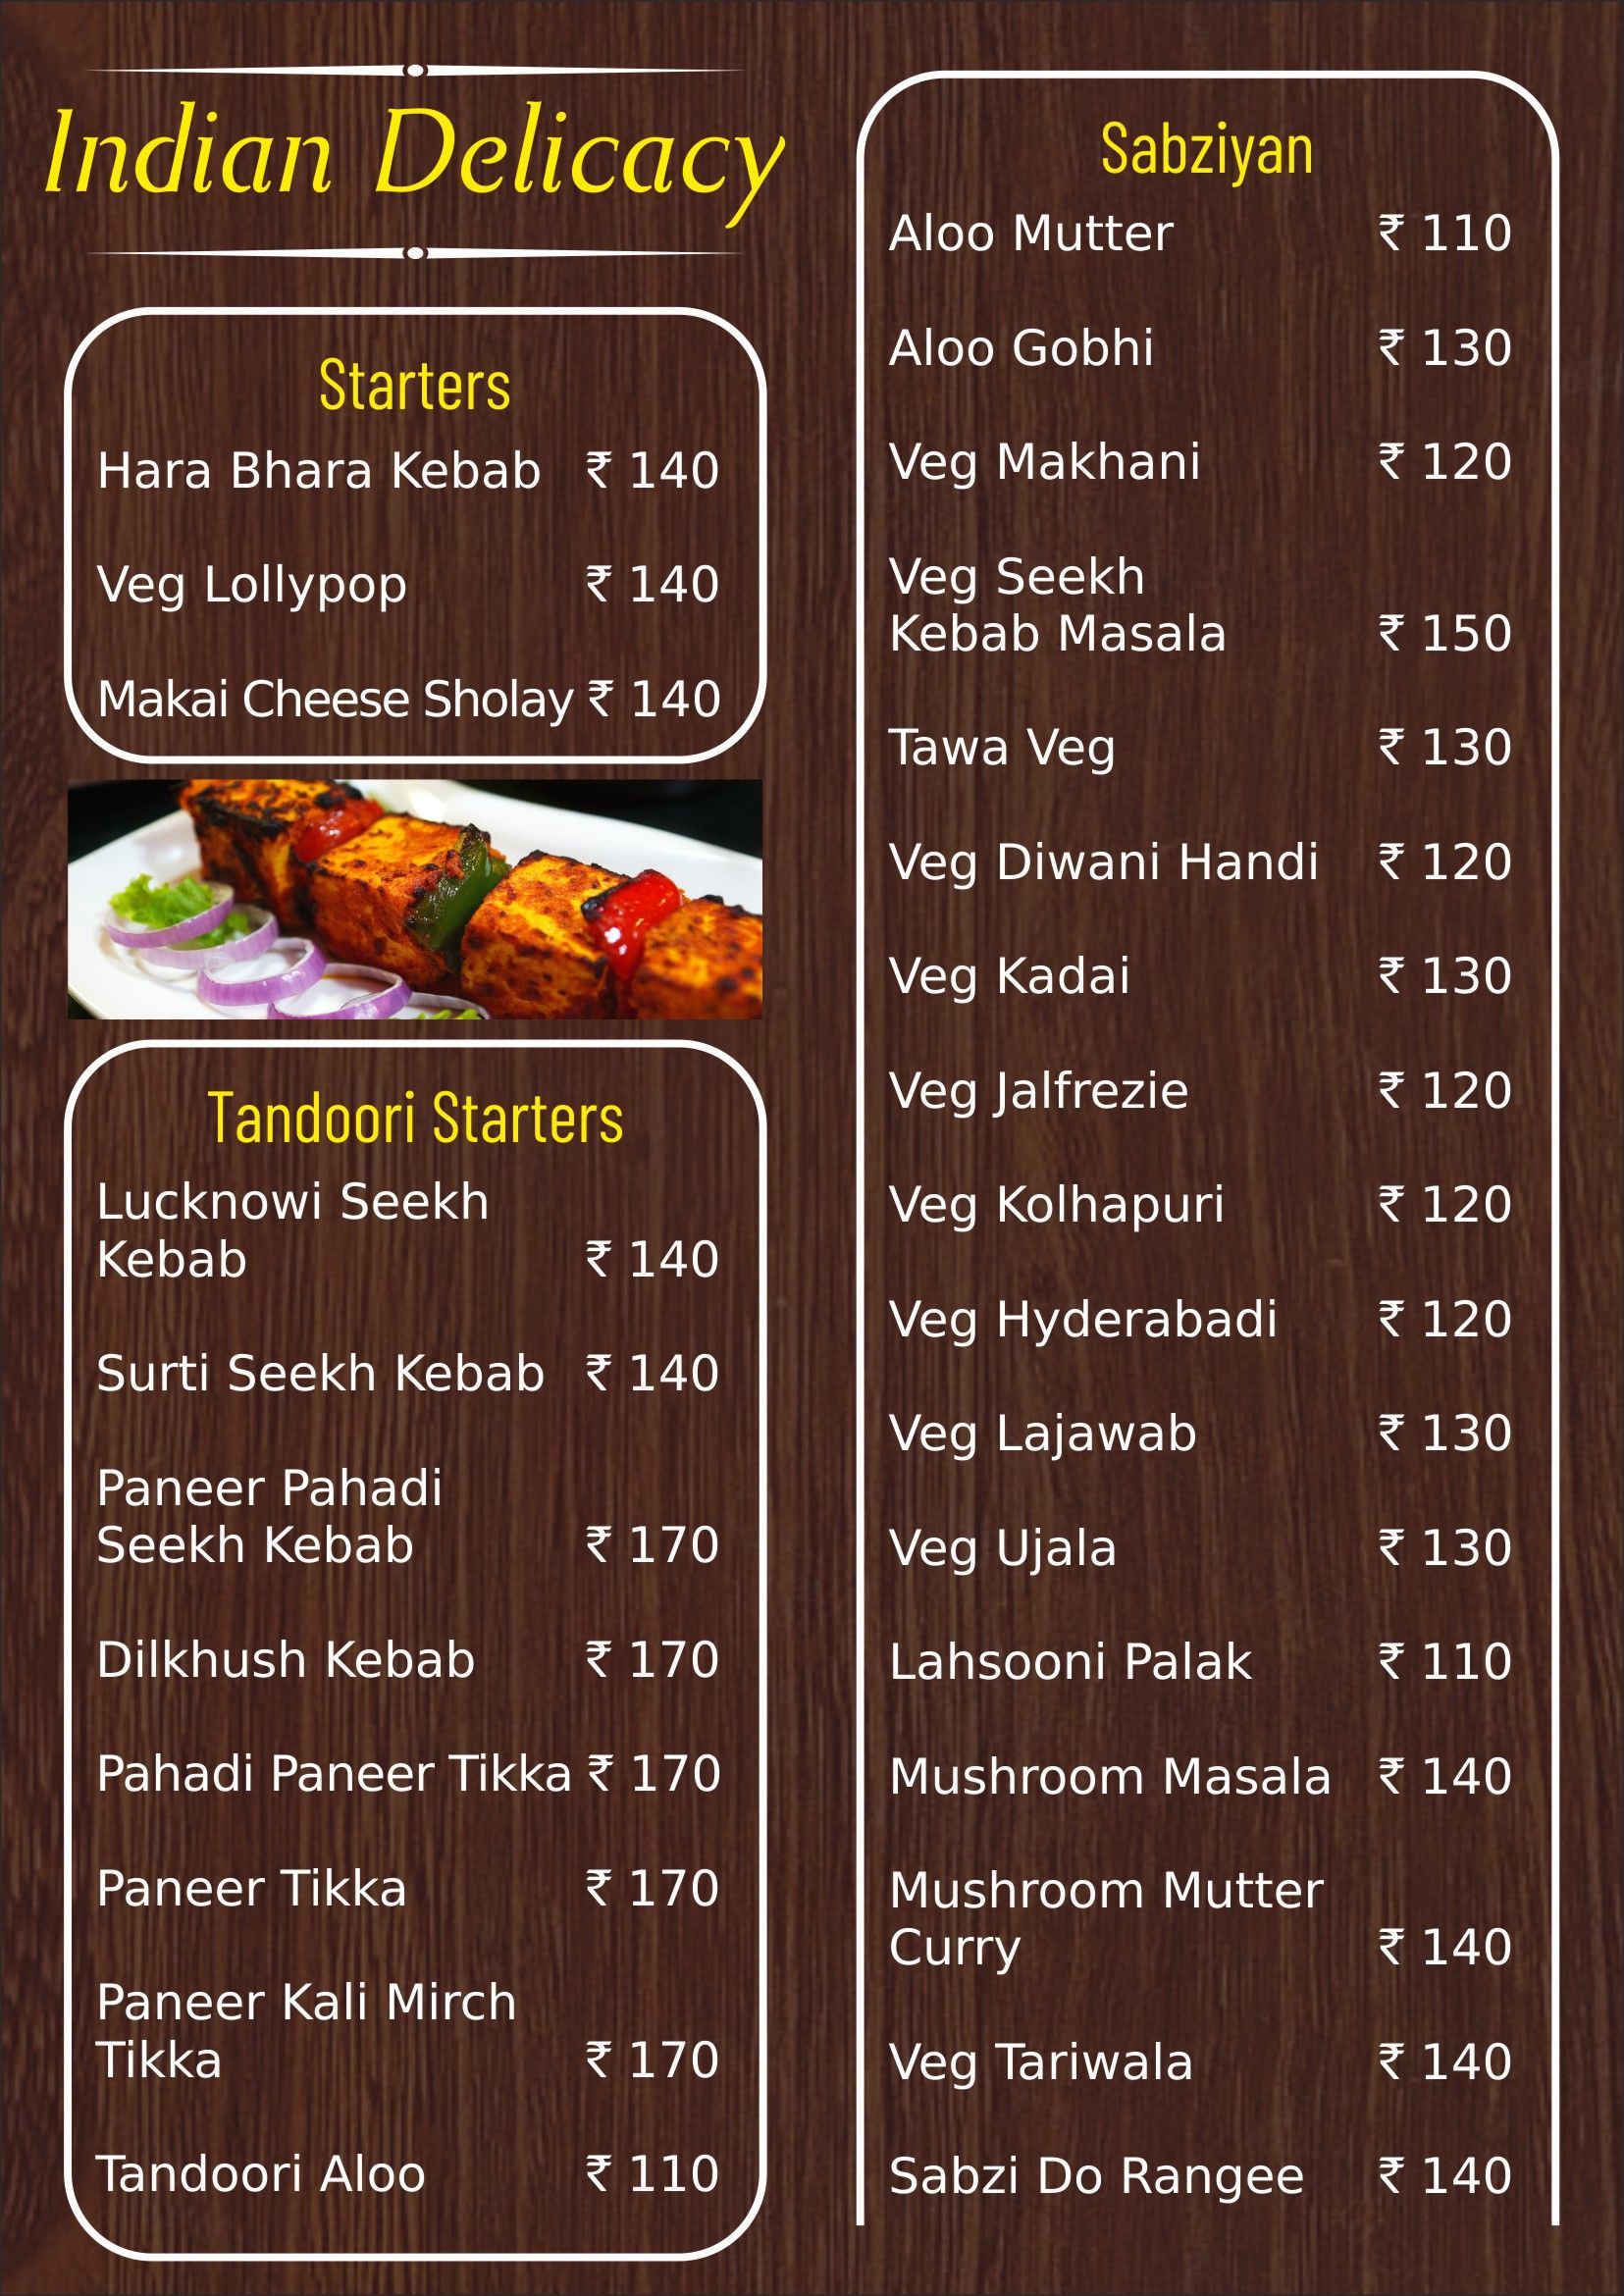 Indian Delicacy
Starters
Hara Bhara Kebab ₹ 140
Veg Lollypop ₹ 140
Makai Cheese Sholay ₹ 140
Tandoori Starters
Lucknowi Seekh
Kebab ₹ 140
Surti Seekh Kebab ₹ 140
Paneer Pahadi
Seekh Kebab ₹ 170
Dilkhush Kebab ₹ 170
Pahadi Paneer Tikka ₹ 170
Paneer Tikka ₹ 170
Paneer Kali Mirch
Tikka ₹ 170
Tandoori Aloo ₹ 110
Sabziyan
Aloo Mutter ₹ 110
Aloo Gobhi ₹ 130
Veg Makhani ₹ 120
Veg Seekh
Kebab Masala ₹ 150
Tawa Veg ₹ 130
Veg Diwani Handi ₹ 120
Veg Kadai ₹ 130
Veg Jalfrezie ₹ 120
Veg Kolhapuri ₹ 120
Veg Hyderabadi ₹ 120
Veg Lajawab ₹ 130
Veg Ujala ₹ 130
Lahsooni Palak ₹ 110
Mushroom Masala ₹ 140
Mushroom Mutter
Curry ₹ 140
Veg Tariwala ₹ 140
Sabzi Do Rangee ₹ 140